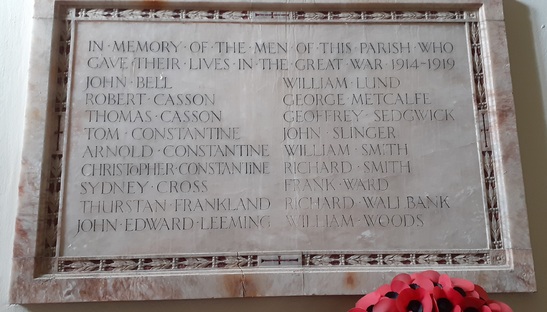 IN·MEMORY·OF·THE·MEN·OF·THIS·PARISH·WHO
GAVE·THEIR·LIVES·IN·THE·GREAT·WAR·1914-1919
JOHN·BELL
ROBERT·CASSON
THOMAS·CASSON
TOM·CONSTANTINE
ARNOLD·CONSTANTINE
CHRISTOPHER·CONSTANTINE
SYDNEY·CROSS
THURSTAN·FRANKLAND
JOHN·EDWARD·LEEMING
WILLIAM·LUND
GEORGE·METCALFE
GEOFFREY·SEDGWICK
JOHN·SLINGER
WILLIAM·SMITH
RICHARD·SMITH
FRANK·WARD
RICHARD·WALLBANK
WILLIAM·WOODS